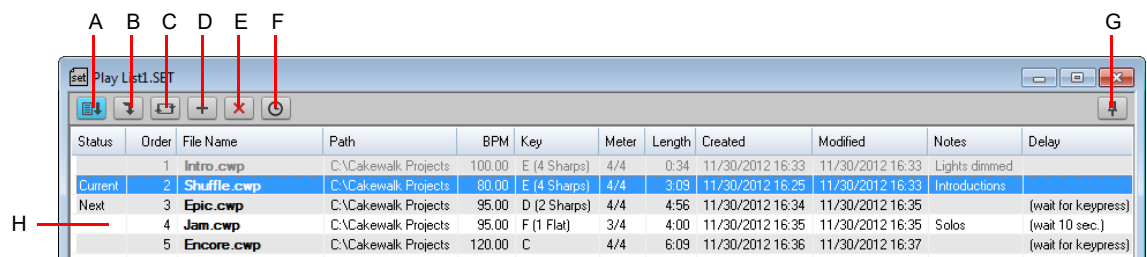 A B C D E F G
set Play List1.SET
Status Order File Name Path BPM Key Meter Length Created Modified Notes Delay
1 Intro.cwp C:\Cakewalk Projects 100.00 E (4 Sharps) 4/4 0:34 11/30/2012 16:33 11/30/2012 16:33 Lights dimmed
Current 2 Shuffle.cwp C:\Cakewalk Projects 80.00 E (4 Sharps) 4/4 3:09 11/30/2012 16:25 11/30/2012 16:33 Introductions
Next 3 Epic.cwp C:\Cakewalk Projects 95.00 D (2 Sharps) 4/4 4:56 11/30/2012 16:34 11/30/2012 16:35 (wait for keypress)
H 4 Jam.cwp C:\Cakewalk Projects 95.00 F (1 Flat) 3/4 4:00 11/30/2012 16:35 11/30/2012 16:35 Solos (wait 10 sec.)
5 Encore.cwp C:\Cakewalk Projects 120.00 C 4/4 6:09 11/30/2012 16:36 11/30/2012 16:37 (wait for keypress)